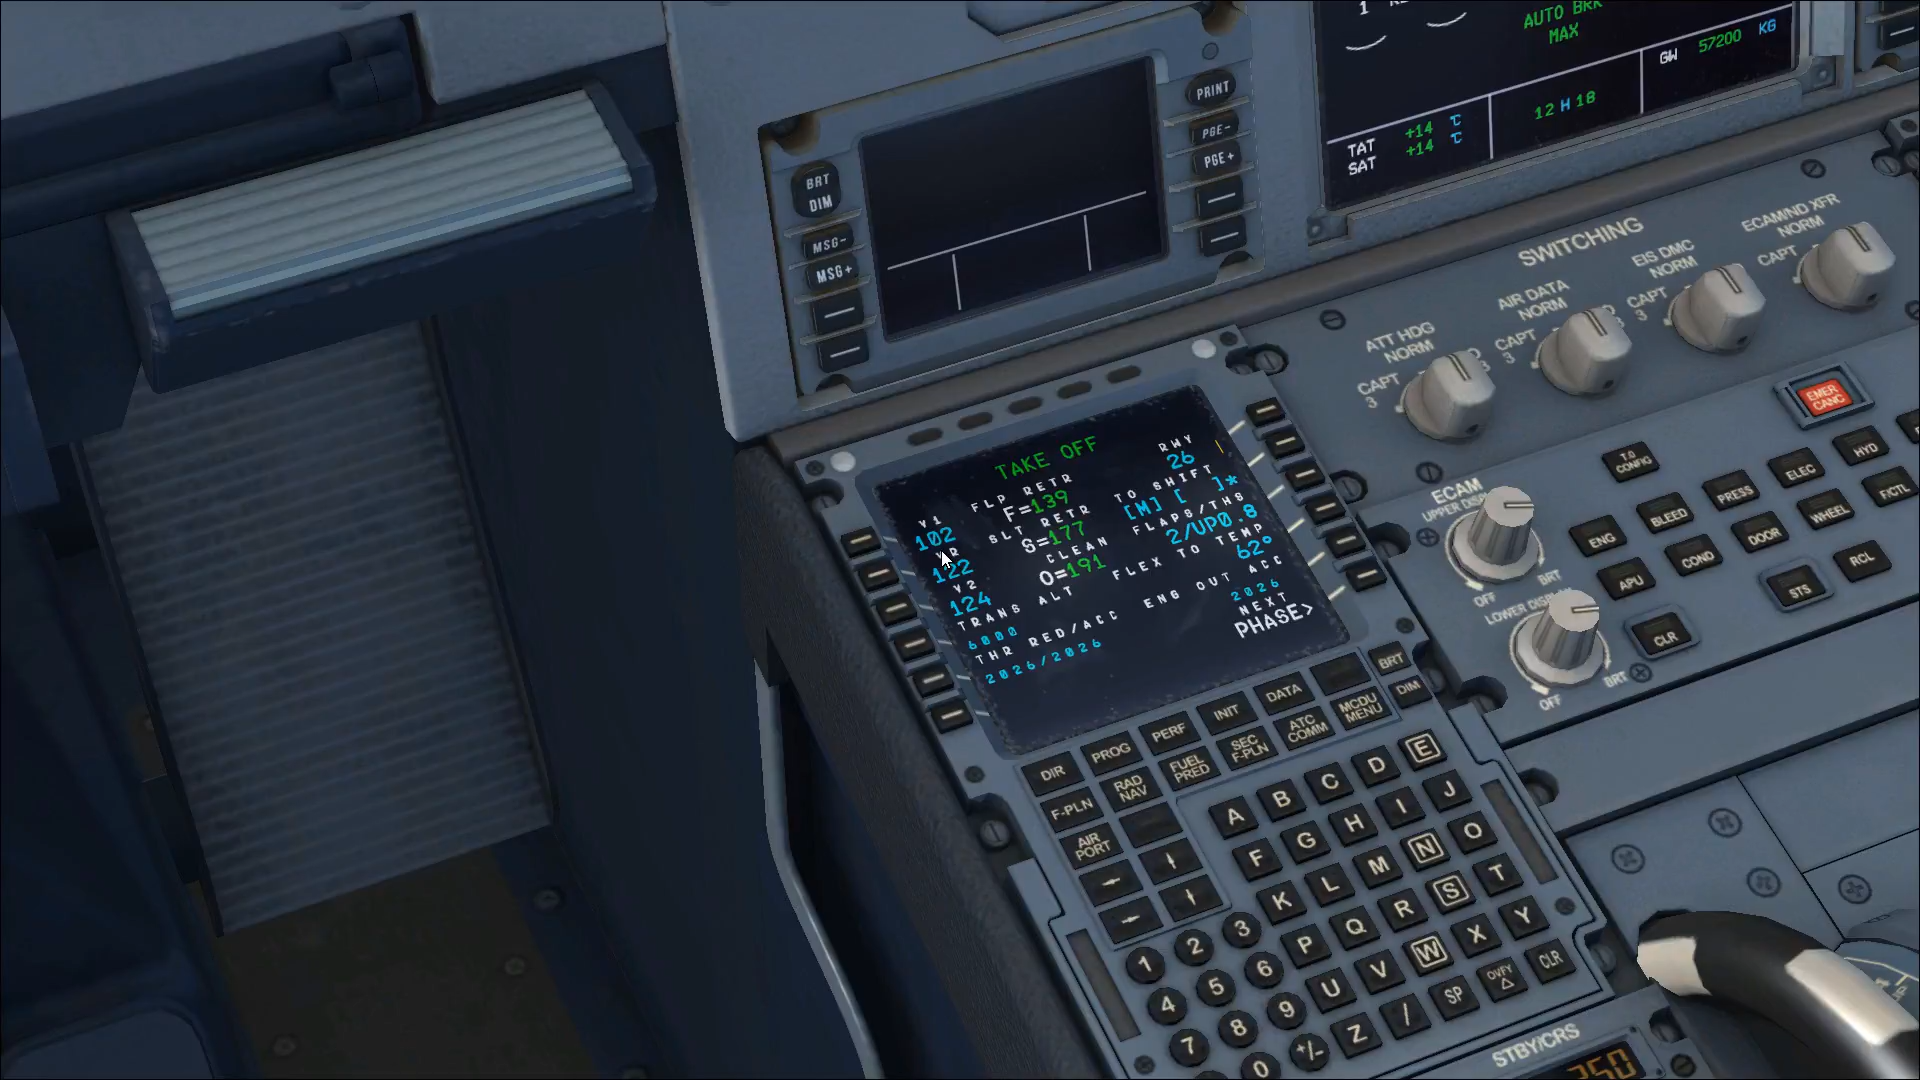 AUTO BRK
MAX
GW 57200 KG
TAT +14 °C
SAT +14 °C
12 H 18
PRINT
PGE-
PGE+
BRT
DIM
MSG-
MSG+
SWITCHING
ATT HDG
NORM
CAPT
3
AIR DATA
NORM
CAPT
3
EIS DMC
NORM
CAPT
3
ECAM/ND XFR
NORM
CAPT
EMER
CANC
TAKE OFF
V1 FLP RETR RWY
102 F=139 26
VR SLT RETR TO SHIFT
122 S=177 [M] [ ]*
V2 CLEAN FLAPS/THS
124 O=191 2/UP0.8
TRANS ALT FLEX TO TEMP
6000 62°
THR RED/ACC ENG OUT ACC
2026/2026 2026
NEXT
PHASE>
ECAM
OFF
BRT
OFF
BRT
T.O
CONFIG
ENG
BLEED
PRESS
ELEC
HYD
APU
COND
DOOR
WHEEL
F/CTL
CLR
STS
RCL
DIR
PROG
PERF
INIT
DATA
BRT
F-PLN
RAD
NAV
FUEL
PRED
SEC
F-PLN
ATC
COMM
MCDU
MENU
DIM
AIR
PORT
A B C D E
F G H I J
K L M N O
P Q R S T
U V W X Y
Z / SP OVFY
Δ CLR
1 2 3
4 5 6
7 8 9
0 +/-
STBY/CRS